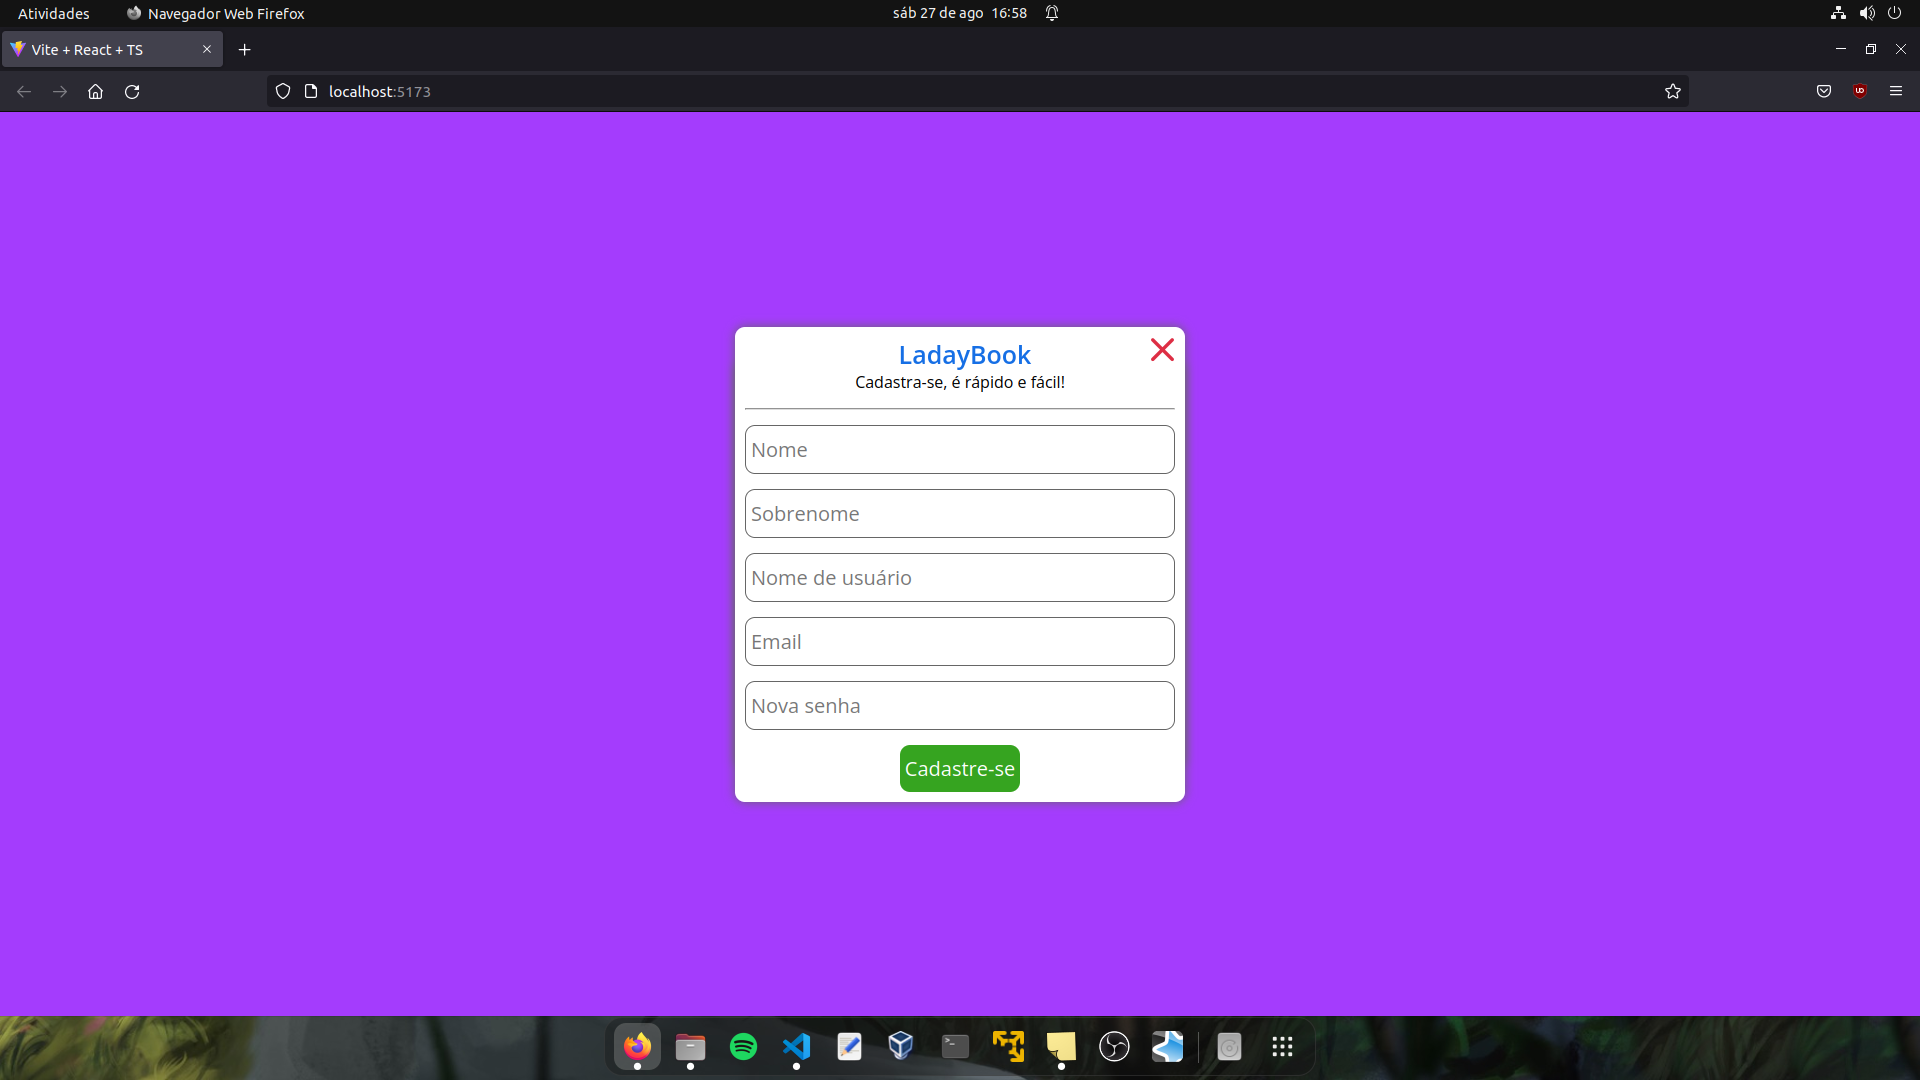 Atividades
Navegador Web Firefox
sáb 27 de ago 16:58
Vite + React + TS
localhost:5173
LadayBook
Cadastra-se, é rápido e fácil!
Nome
Sobrenome
Nome de usuário
Email
Nova senha
Cadastre-se